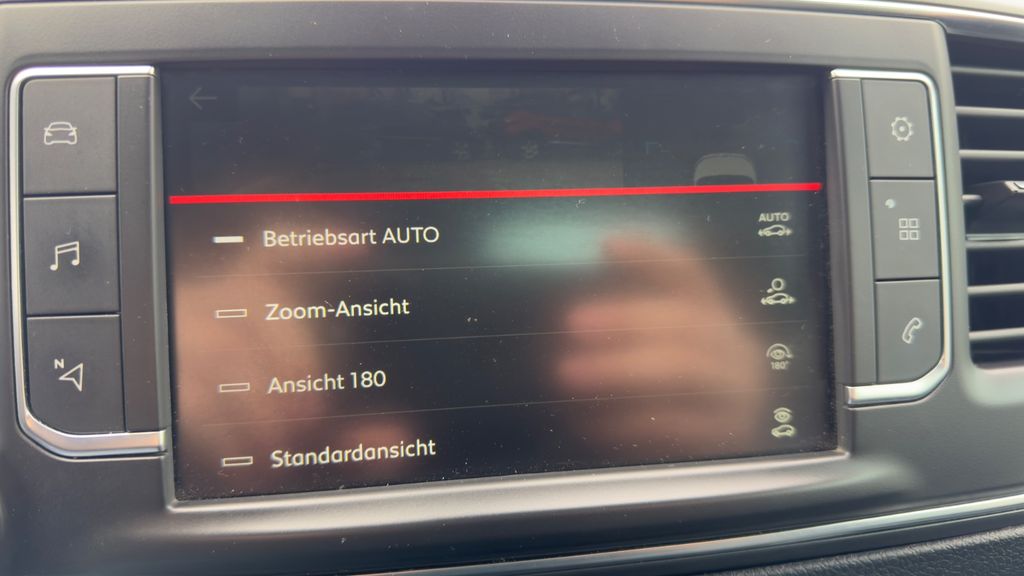 Betriebsart AUTO
AUTO
Zoom-Ansicht
Ansicht 180
180°
Standardansicht
N